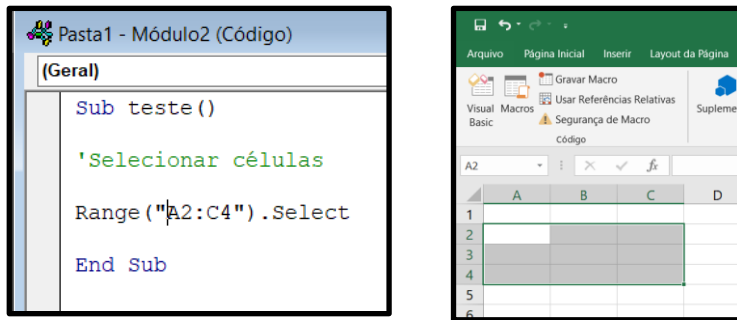 Pasta1 - Módulo2 (Código)
(Geral)
Sub teste()
'Selecionar células
Range("A2:C4").Select
End Sub
Arquivo Página Inicial Inserir Layout da Página
Visual Basic
Macros
Gravar Macro
Usar Referências Relativas
Segurança de Macro
Supleme
Código
A2
fx
A B C D
1
2
3
4
5
6